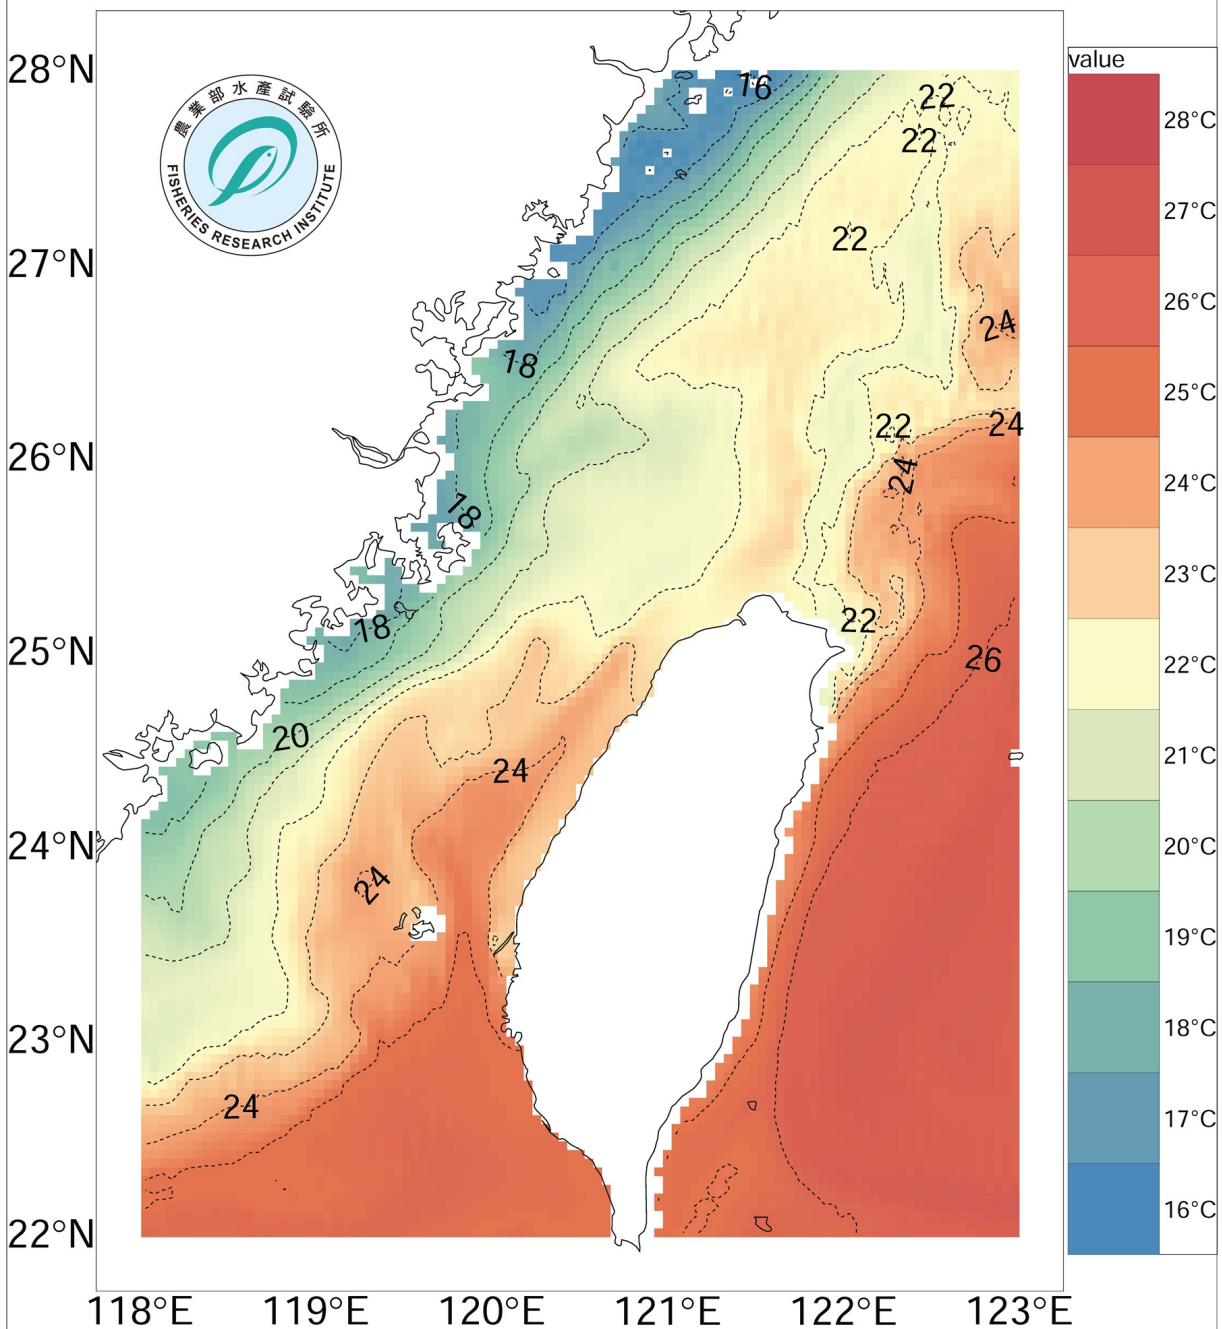 農業部水產試驗所
FISHERIES RESEARCH INSTITUTE
value
28°C
27°C
26°C
25°C
24°C
23°C
22°C
21°C
20°C
19°C
18°C
17°C
16°C
28°N
27°N
26°N
25°N
24°N
23°N
22°N
16
22
22
22
24
18
24
22
24
18
22
18
26
20
24
24
24
118°E
119°E
120°E
121°E
122°E
123°E